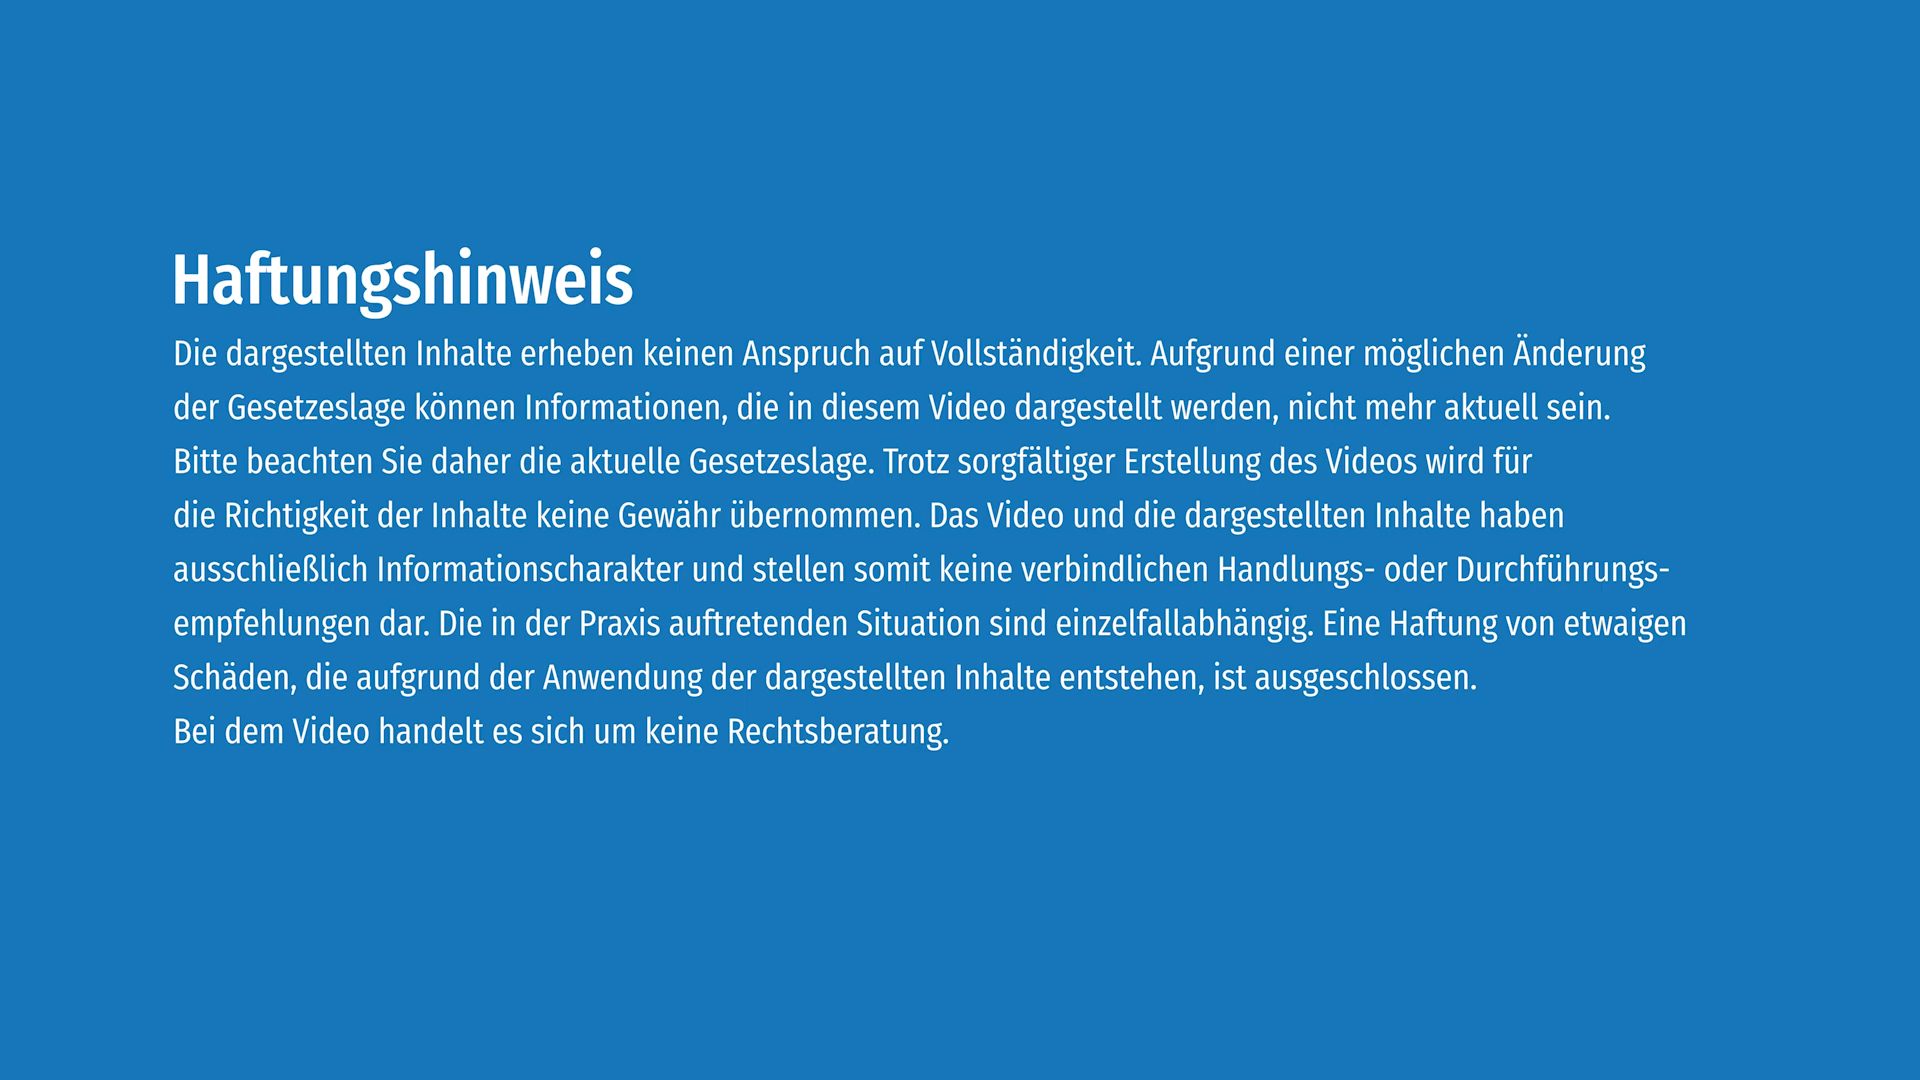 Haftungshinweis
Die dargestellten Inhalte erheben keinen Anspruch auf Vollständigkeit. Aufgrund einer möglichen Änderung
der Gesetzeslage können Informationen, die in diesem Video dargestellt werden, nicht mehr aktuell sein.
Bitte beachten Sie daher die aktuelle Gesetzeslage. Trotz sorgfältiger Erstellung des Videos wird für
die Richtigkeit der Inhalte keine Gewähr übernommen. Das Video und die dargestellten Inhalte haben
ausschließlich Informationscharakter und stellen somit keine verbindlichen Handlungs- oder Durchführungs-
empfehlungen dar. Die in der Praxis auftretenden Situation sind einzelfallabhängig. Eine Haftung von etwaigen
Schäden, die aufgrund der Anwendung der dargestellten Inhalte entstehen, ist ausgeschlossen.
Bei dem Video handelt es sich um keine Rechtsberatung.